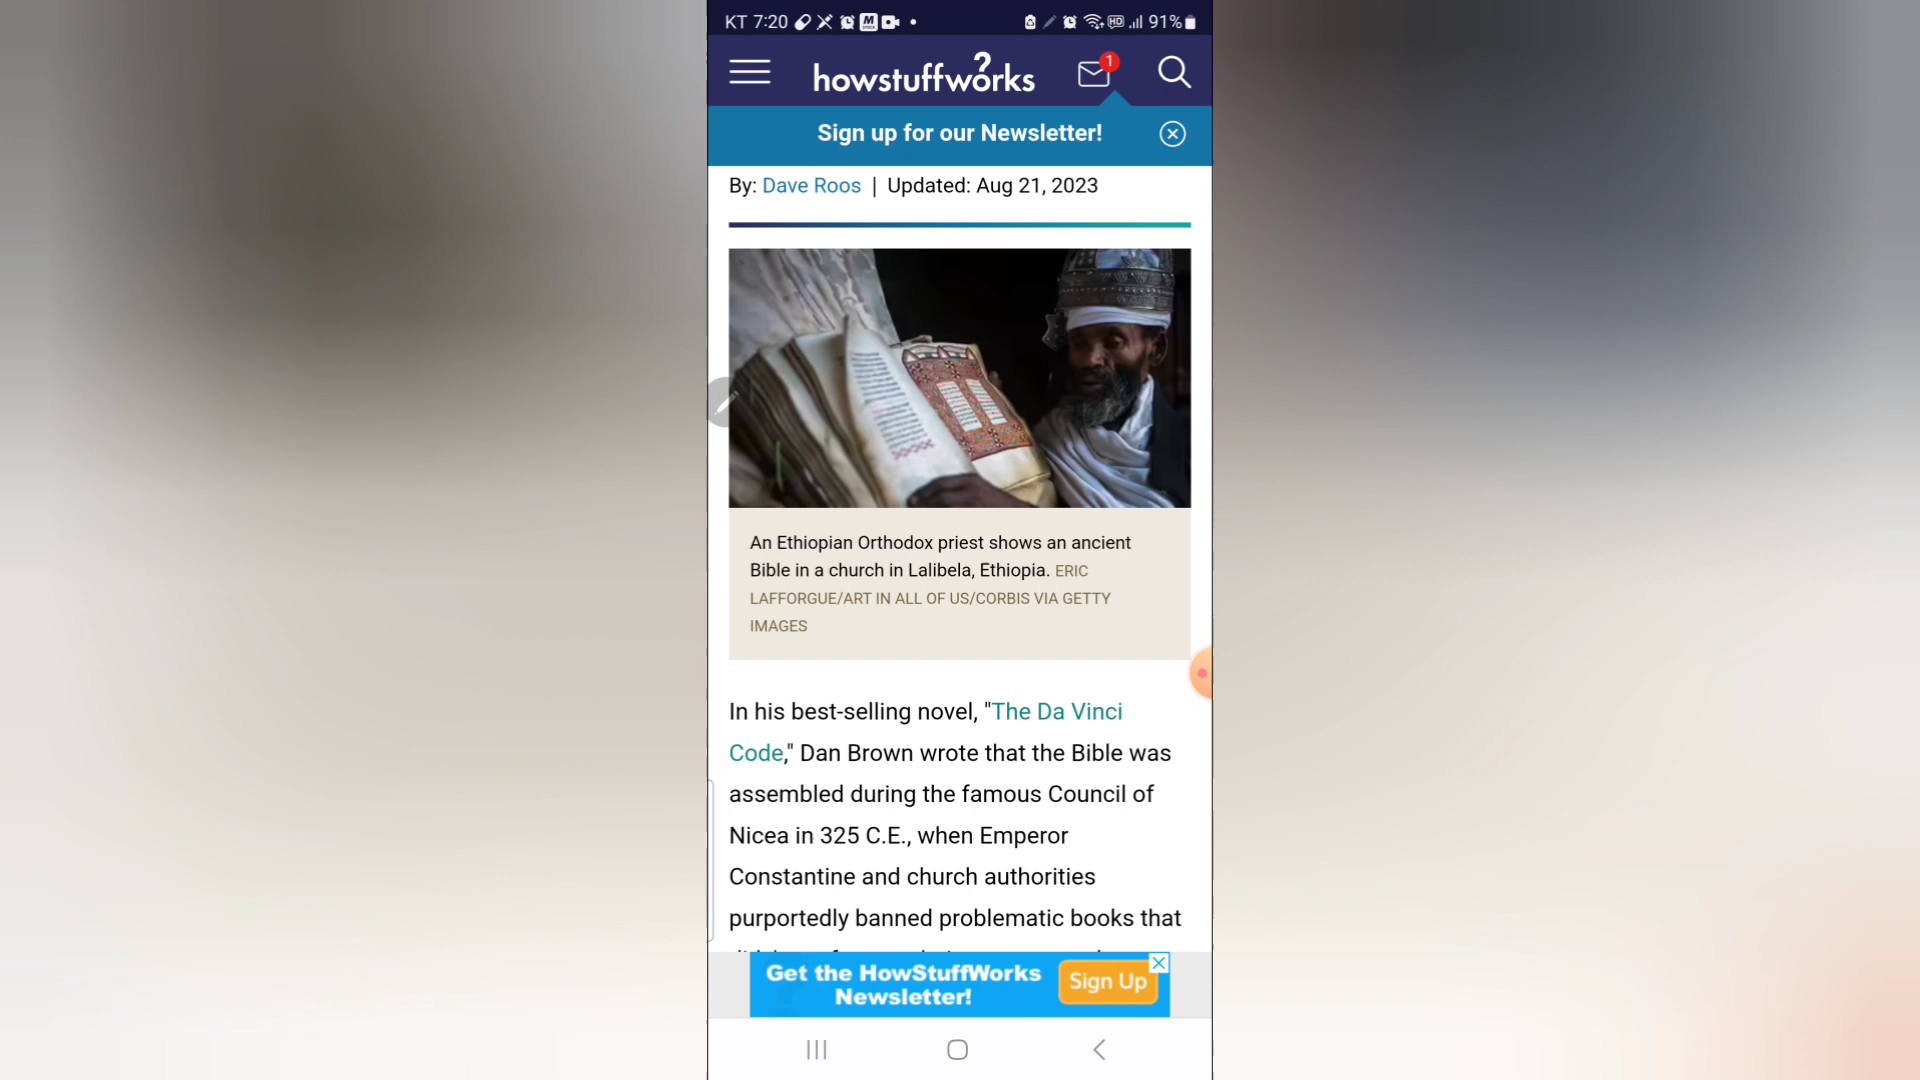 KT 7:20 91%
howstuffworks
1
Sign up for our Newsletter!
By: Dave Roos | Updated: Aug 21, 2023
An Ethiopian Orthodox priest shows an ancient
Bible in a church in Lalibela, Ethiopia. ERIC
LAFFORGUE/ART IN ALL OF US/CORBIS VIA GETTY
IMAGES
In his best-selling novel, "The Da Vinci
Code," Dan Brown wrote that the Bible was
assembled during the famous Council of
Nicea in 325 C.E., when Emperor
Constantine and church authorities
purportedly banned problematic books that
Get the HowStuffWorks
Newsletter!
Sign Up